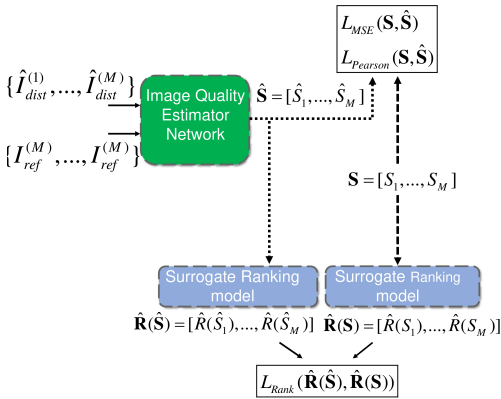 L_{MSE}(S,Ŝ)
L_{Pearson}(S,Ŝ)
{Î_{dist}^{(1)},...,Î_{dist}^{(M)}}
Image Quality
Estimator
Network
Ŝ = [Ŝ_1,...,Ŝ_M]
{I_{ref}^{(M)},...,I_{ref}^{(M)}}
S = [S_1,...,S_M]
Surrogate Ranking
model
Surrogate Ranking
model
R̂(Ŝ) = [R̂(Ŝ_1),...,R̂(Ŝ_M)]
R̂(S) = [R̂(S_1),...,R̂(S_M)]
L_{Rank}(R̂(Ŝ),R̂(S))